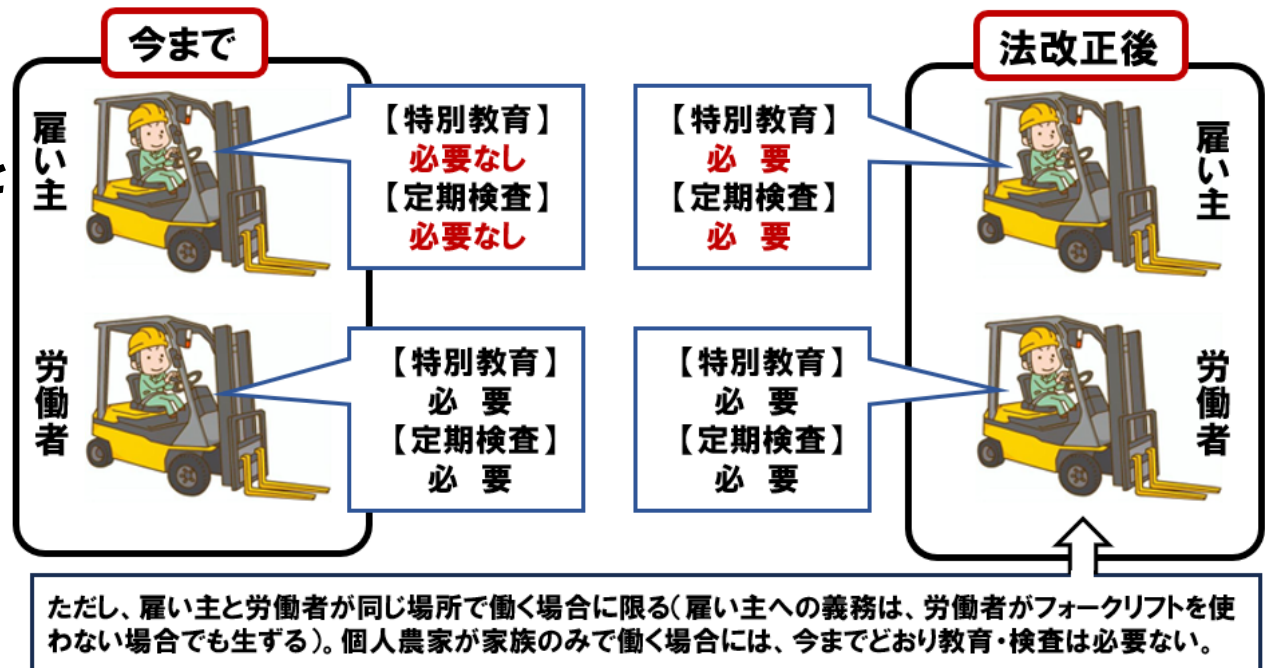 今まで
法改正後
雇い主
【特別教育】
必要なし
【定期検査】
必要なし
【特別教育】
必　要
【定期検査】
必　要
雇い主
労働者
【特別教育】
必　要
【定期検査】
必　要
【特別教育】
必　要
【定期検査】
必　要
労働者
ただし、雇い主と労働者が同じ場所で働く場合に限る（雇い主への義務は、労働者がフォークリフトを使
わない場合でも生ずる）。個人農家が家族のみで働く場合には、今までどおり教育・検査は必要ない。